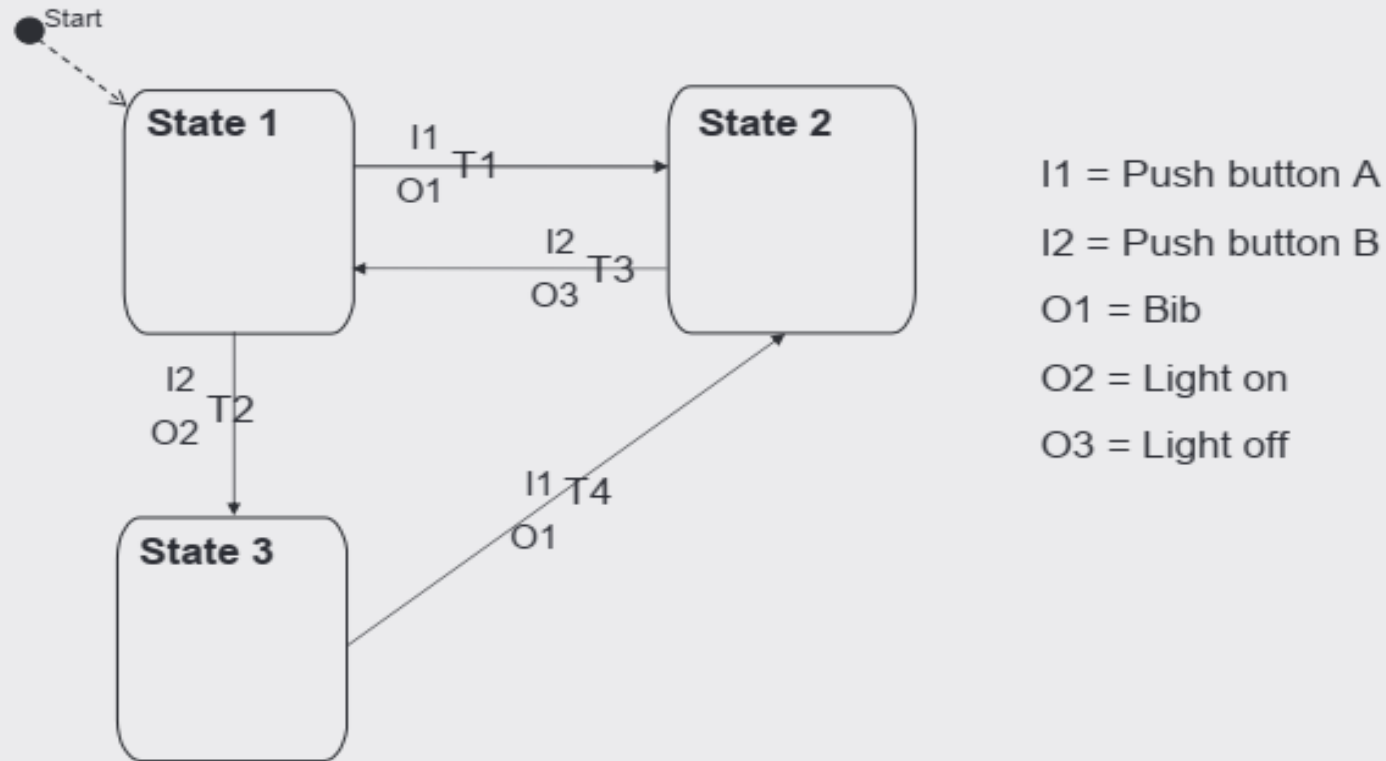 Start
State 1
State 2
I1
T1
O1
I2
T3
O3
I2
T2
O2
I1
T4
O1
State 3
I1 = Push button A
I2 = Push button B
O1 = Bib
O2 = Light on
O3 = Light off